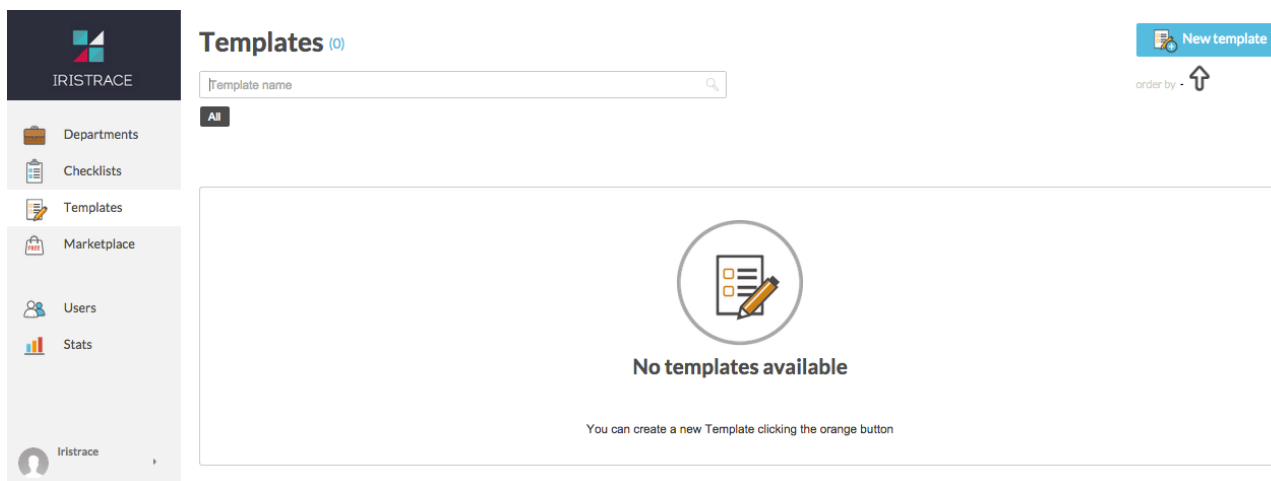 IRISTRACE
Departments
Checklists
Templates
Marketplace
Users
Stats
Iristrace
Templates (0)
New template
Template name
order by -
All
No templates available
You can create a new Template clicking the orange button